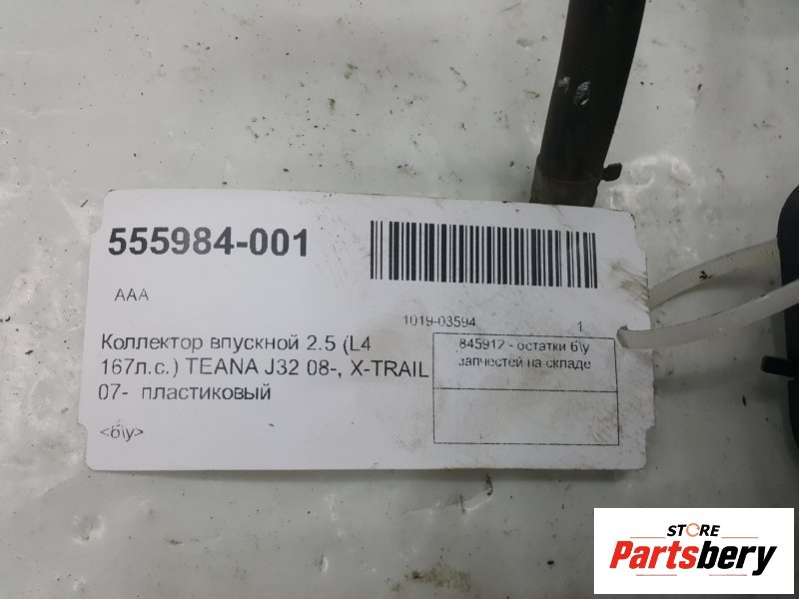 555984-001
AAA
1019-03594 1
Коллектор впускной 2.5 (L4
167л.с.) TEANA J32 08-, X-TRAIL
07- пластиковый
<б\у>
845912 - остатки б\у
запчестей на складе
STORE
Partsbery